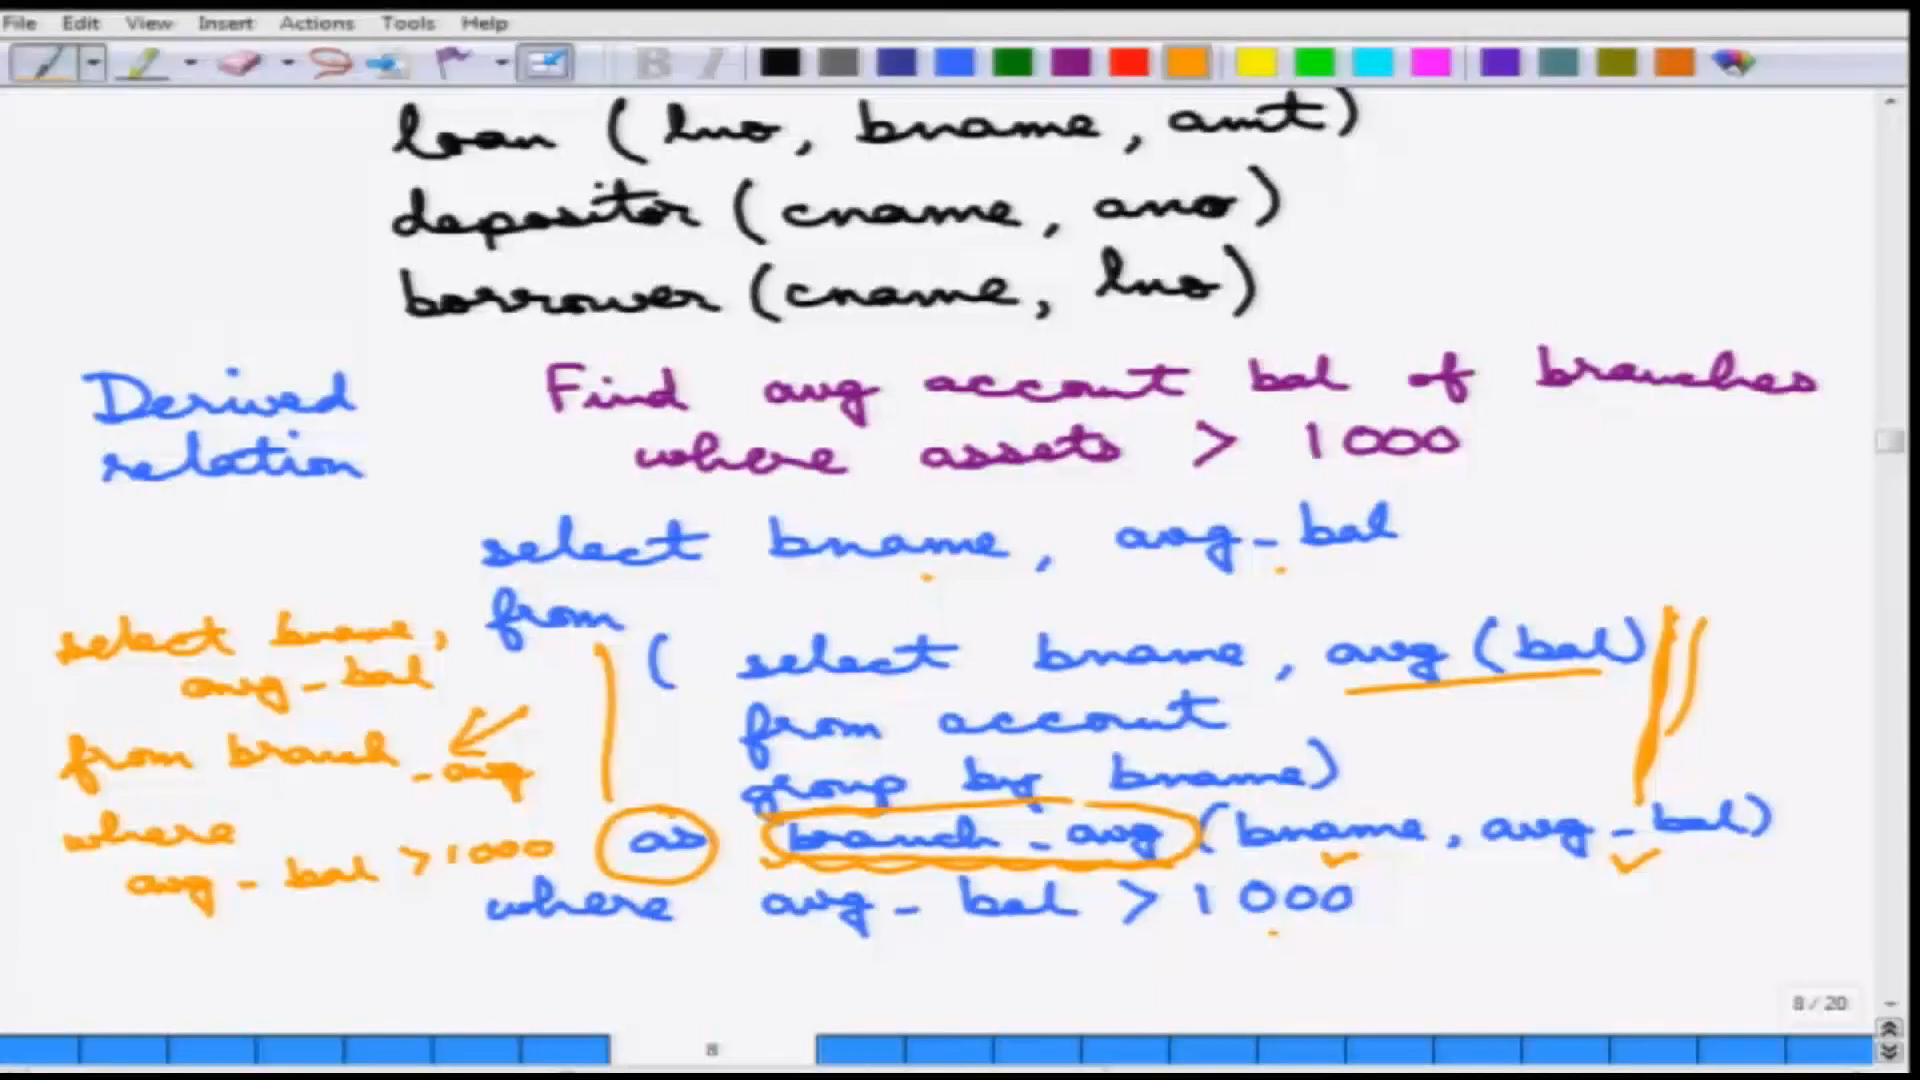 File Edit View Insert Actions Tools Help
B I
loan (lno, bname, amt)
depositor (cname, ano)
borrower (cname, lno)
Derived
relation
Find avg account bal of branches
where assets > 1000
select bname, avg_bal
from
( select bname, avg (bal)
from account
group by bname)
as branch_avg (bname, avg_bal)
where avg_bal > 1000
select bname,
avg_bal
from branch_avg
where
avg_bal > 1000
8 / 20
8